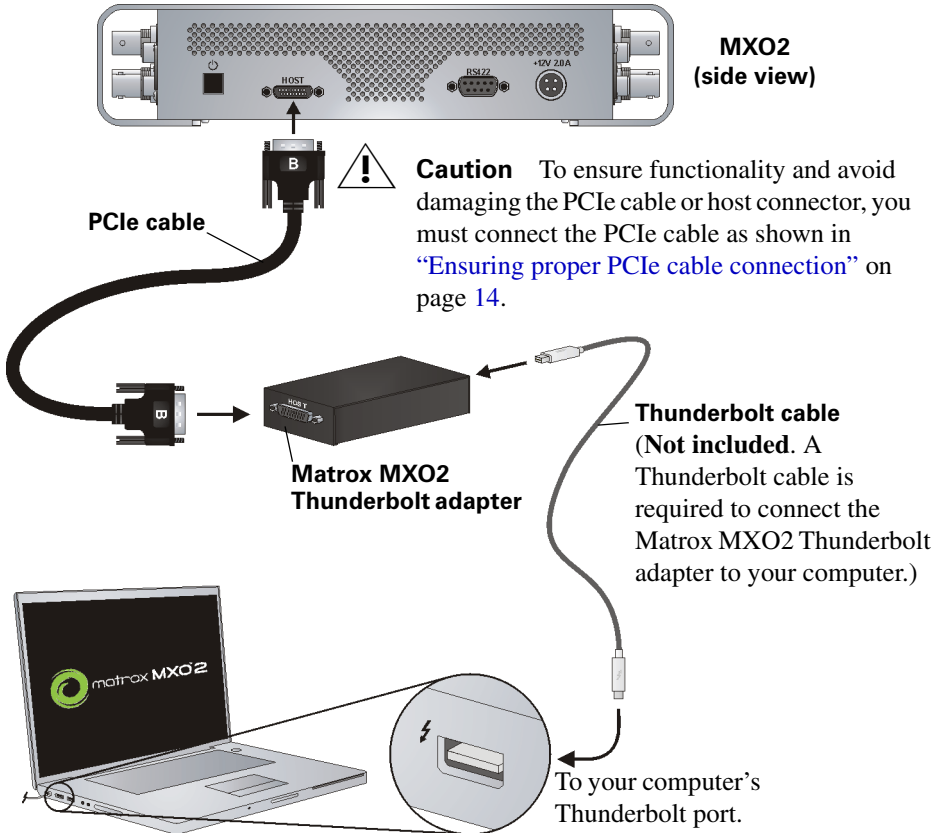 MXO2
(side view)
HOST
RS422
+12V 2.0A
B
Caution To ensure functionality and avoid
damaging the PCIe cable or host connector, you
must connect the PCIe cable as shown in
“Ensuring proper PCIe cable connection” on
page 14.
PCIe cable
B
HOST
Matrox MXO2
Thunderbolt adapter
Thunderbolt cable
(Not included. A
Thunderbolt cable is
required to connect the
Matrox MXO2 Thunderbolt
adapter to your computer.)
matrox MXO2
To your computer’s
Thunderbolt port.